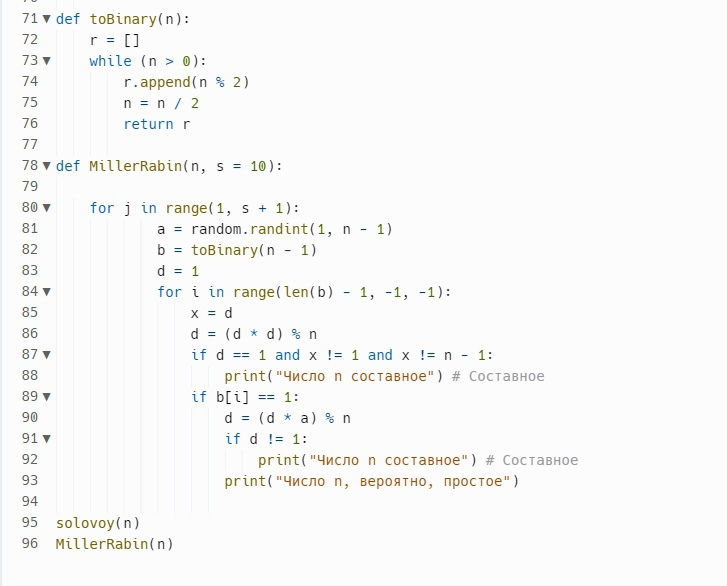 71 def toBinary(n):
72     r = []
73     while (n > 0):
74         r.append(n % 2)
75         n = n / 2
76         return r
77
78 def MillerRabin(n, s = 10):
79
80     for j in range(1, s + 1):
81             a = random.randint(1, n - 1)
82             b = toBinary(n - 1)
83             d = 1
84             for i in range(len(b) - 1, -1, -1):
85                 x = d
86                 d = (d * d) % n
87                 if d == 1 and x != 1 and x != n - 1:
88                     print("Число n составное") # Составное
89                 if b[i] == 1:
90                     d = (d * a) % n
91                     if d != 1:
92                         print("Число n составное") # Составное
93                     print("Число n, вероятно, простое")
94
95 solovoy(n)
96 MillerRabin(n)